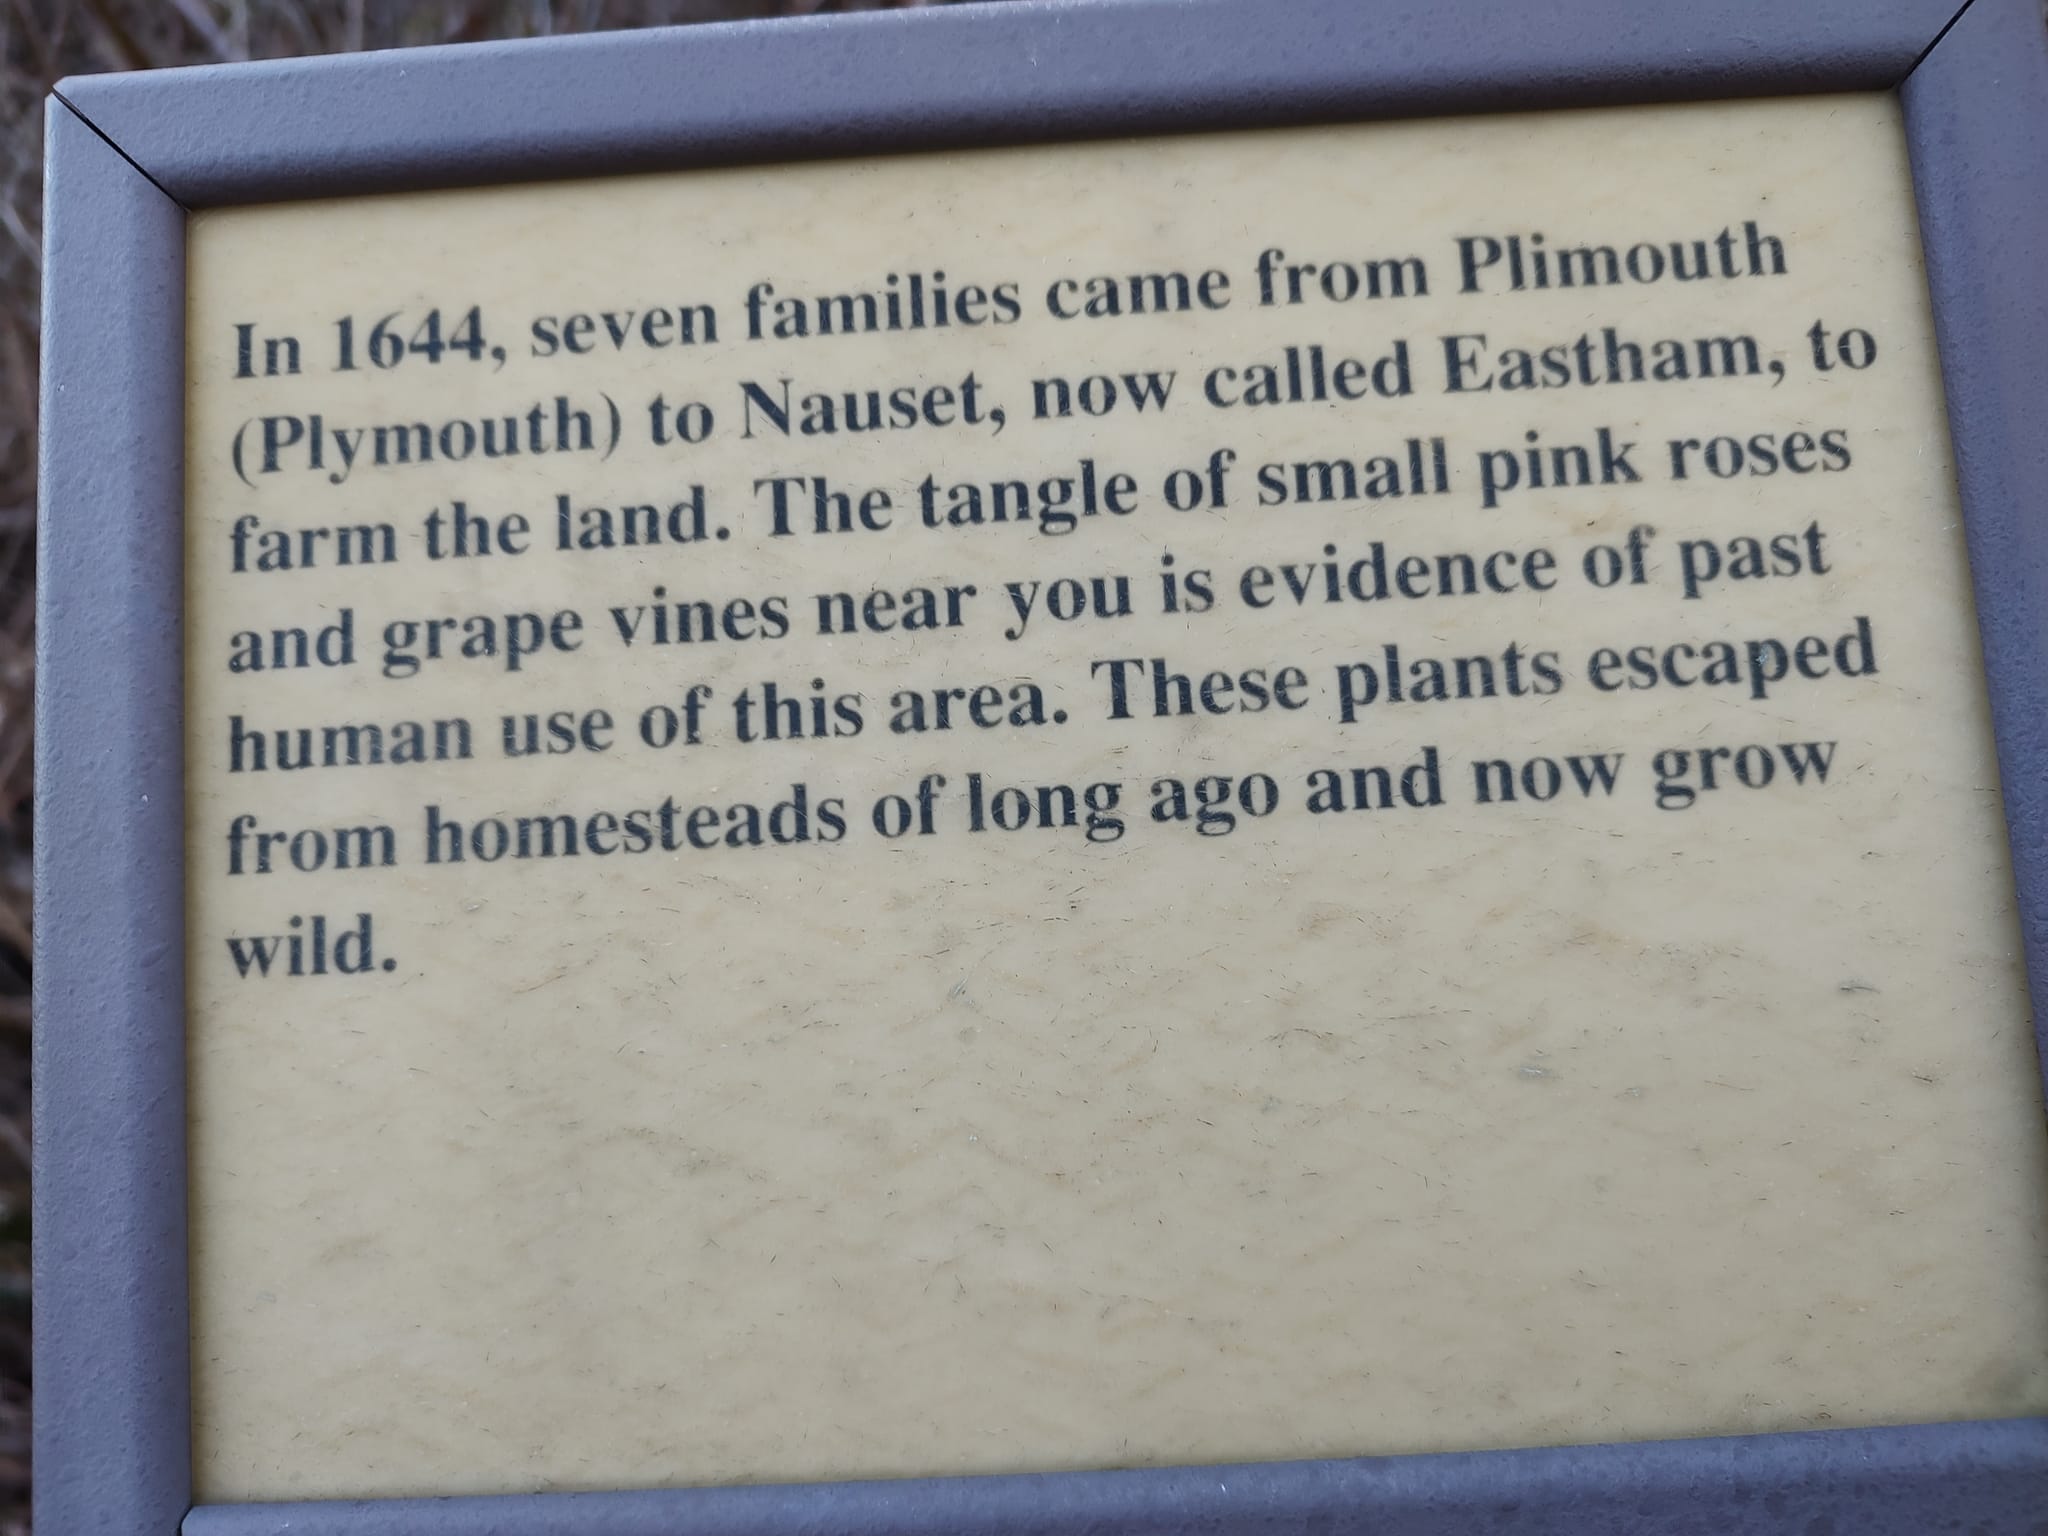 In 1644, seven families came from Plimouth
(Plymouth) to Nauset, now called Eastham, to
farm the land. The tangle of small pink roses
and grape vines near you is evidence of past
human use of this area. These plants escaped
from homesteads of long ago and now grow
wild.